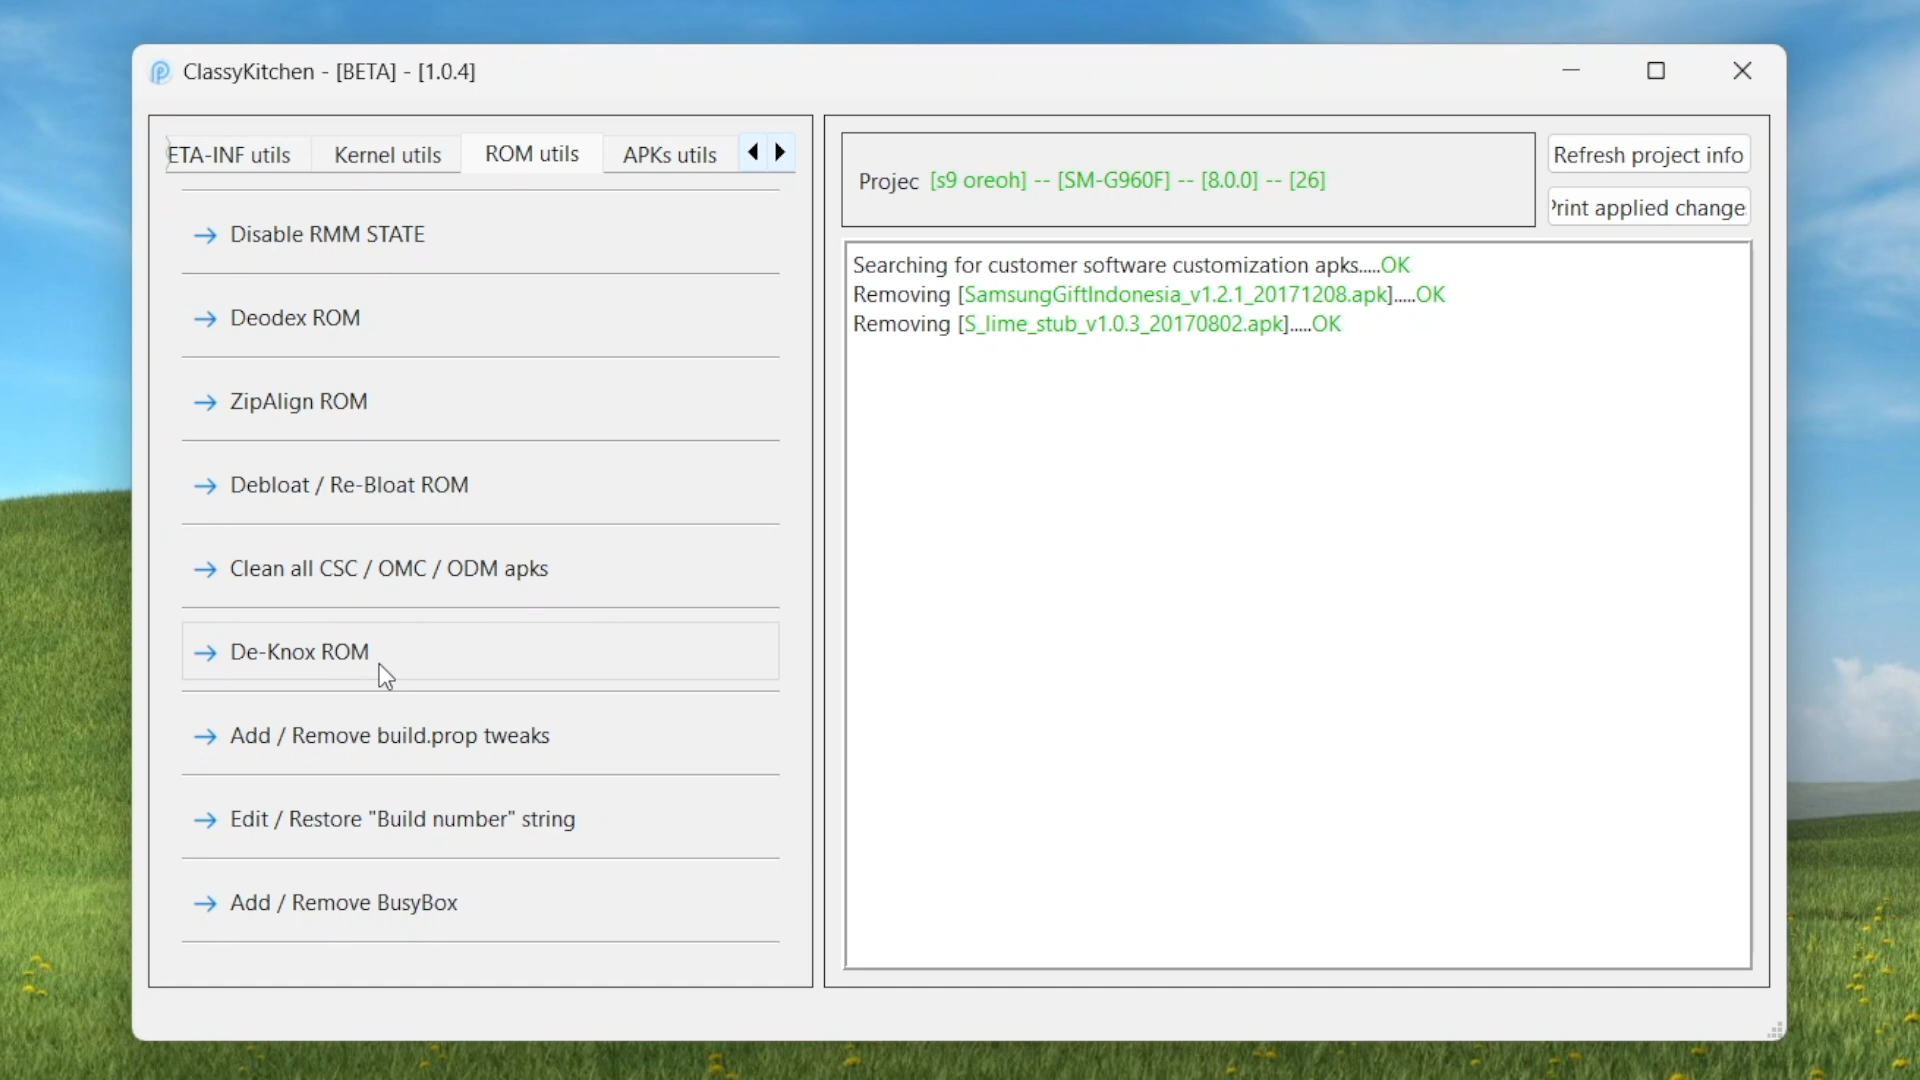 ClassyKitchen - [BETA] - [1.0.4]
ETA-INF utils
Kernel utils
ROM utils
APKs utils
Disable RMM STATE
Deodex ROM
ZipAlign ROM
Debloat / Re-Bloat ROM
Clean all CSC / OMC / ODM apks
De-Knox ROM
Add / Remove build.prop tweaks
Edit / Restore "Build number" string
Add / Remove BusyBox
Projec [s9 oreoh] -- [SM-G960F] -- [8.0.0] -- [26]
Refresh project info
Print applied change
Searching for customer software customization apks.....OK
Removing [SamsungGiftIndonesia_v1.2.1_20171208.apk].....OK
Removing [S_lime_stub_v1.0.3_20170802.apk].....OK